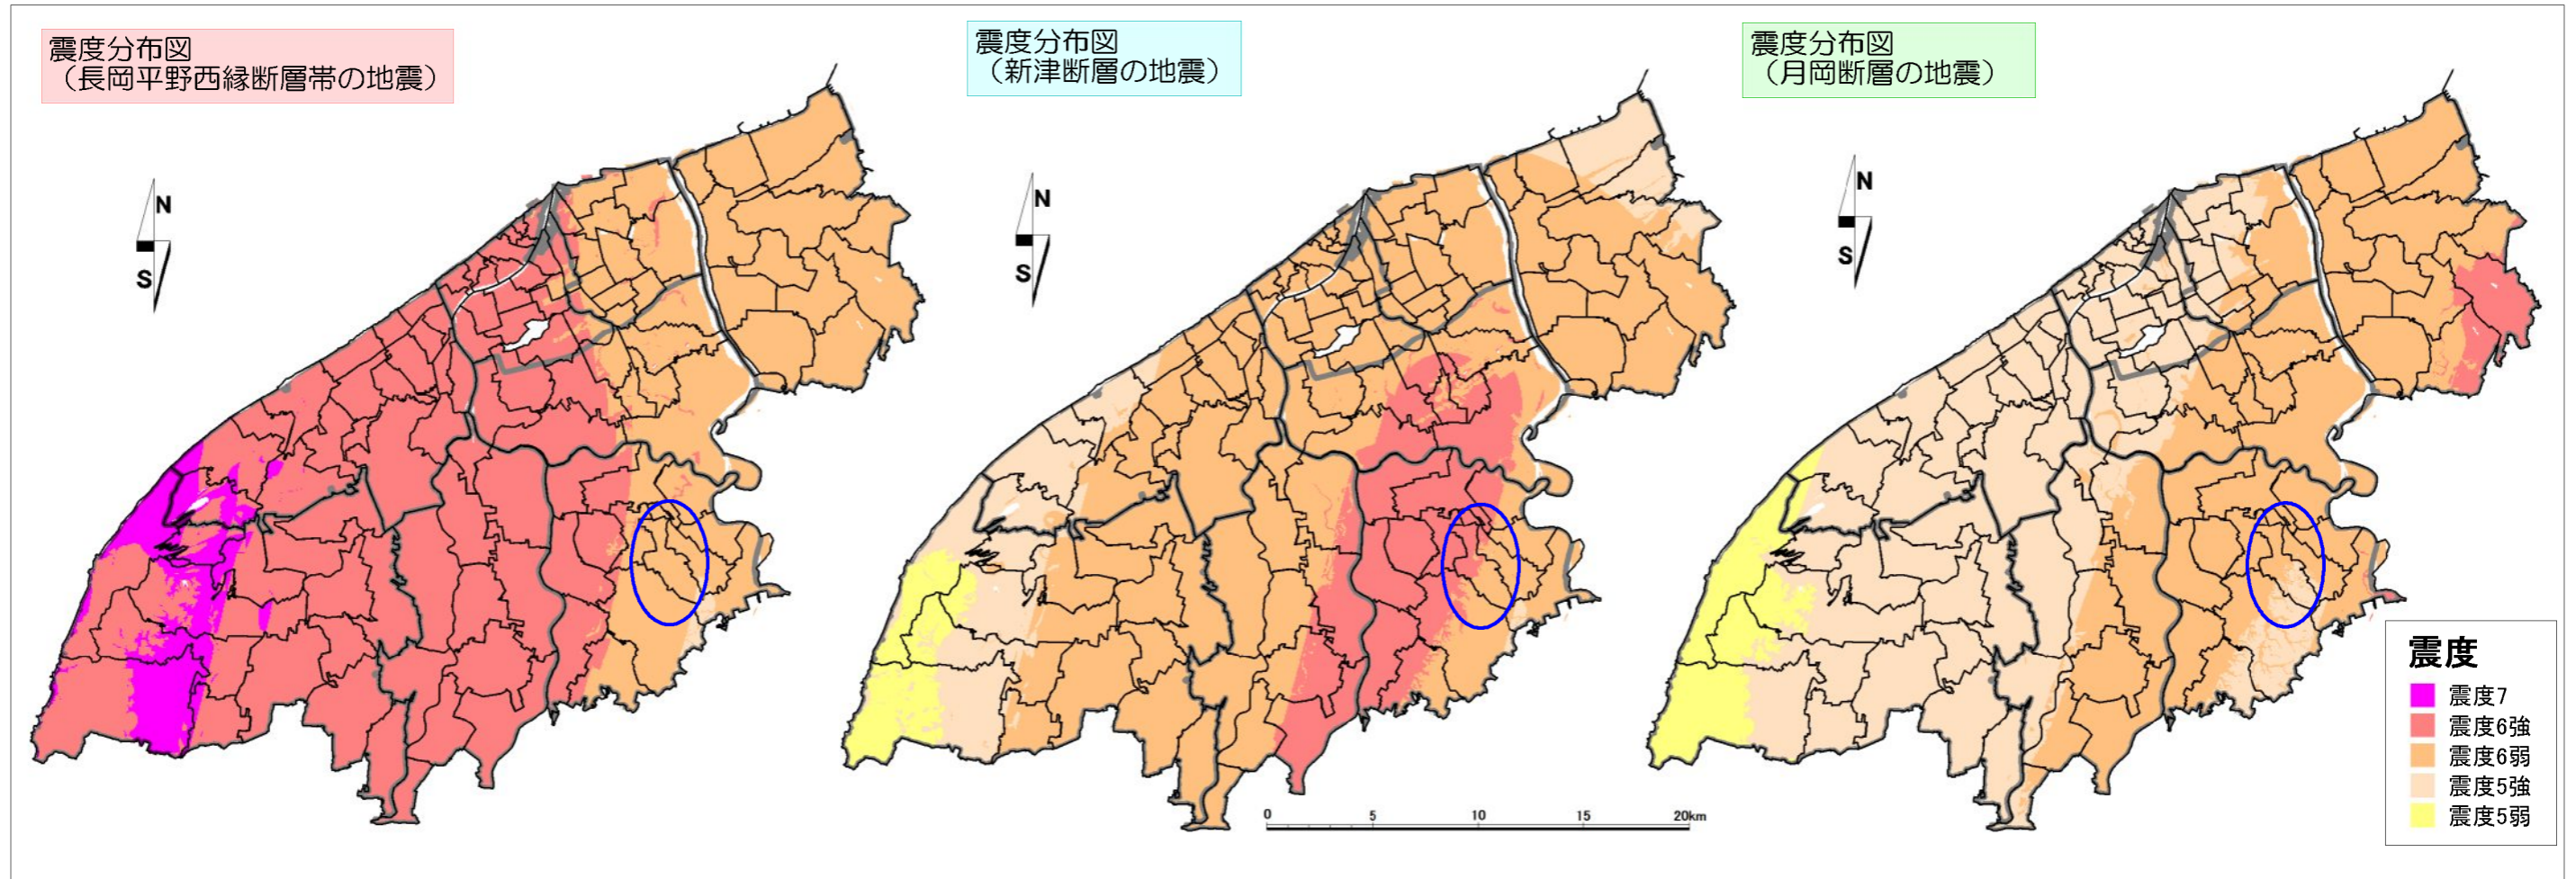 震度分布図
（長岡平野西縁断層帯の地震）
震度分布図
（新津断層の地震）
震度分布図
（月岡断層の地震）
N
S
N
S
N
S
震度
震度7
震度6強
震度6弱
震度5強
震度5弱
0 5 10 15 20km